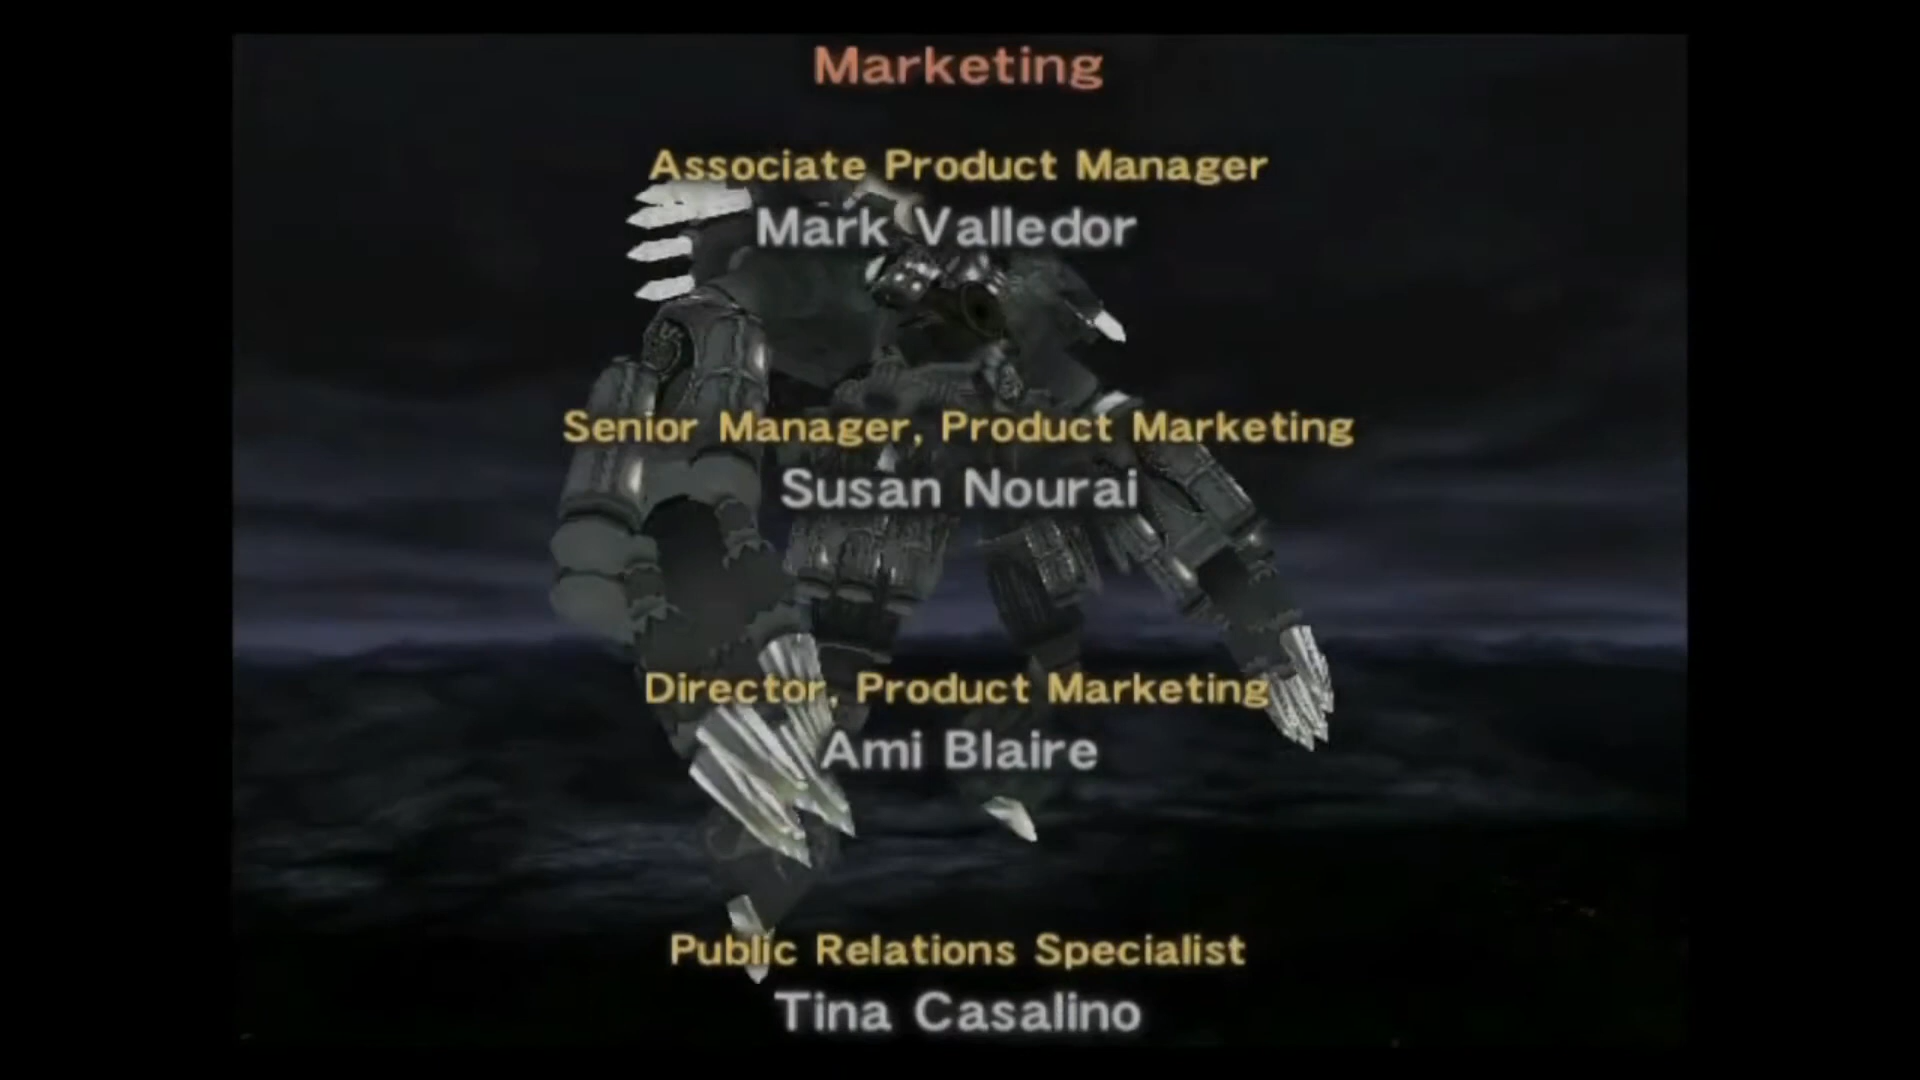 Marketing
Associate Product Manager
Mark Valledor
Senior Manager, Product Marketing
Susan Nourai
Director, Product Marketing
Ami Blaire
Public Relations Specialist
Tina Casalino